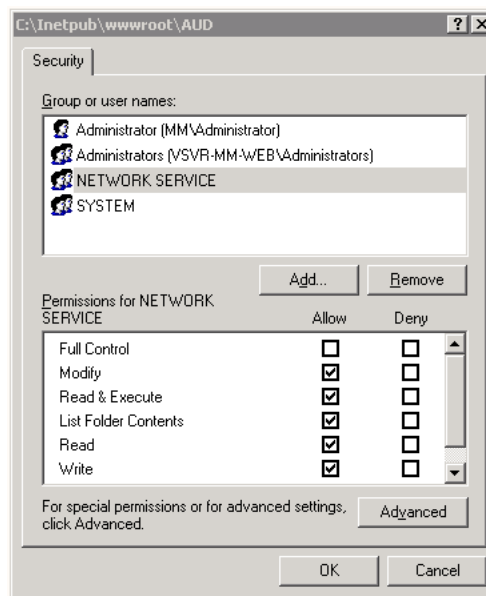 C:\Inetpub\wwwroot\AUD
Security
Group or user names:
Administrator (MM\Administrator)
Administrators (VSVR-MM-WEB\Administrators)
NETWORK SERVICE
SYSTEM
Add... Remove
Permissions for NETWORK
SERVICE Allow Deny
Full Control
Modify
Read & Execute
List Folder Contents
Read
Write
For special permissions or for advanced settings,
click Advanced.
Advanced
OK Cancel